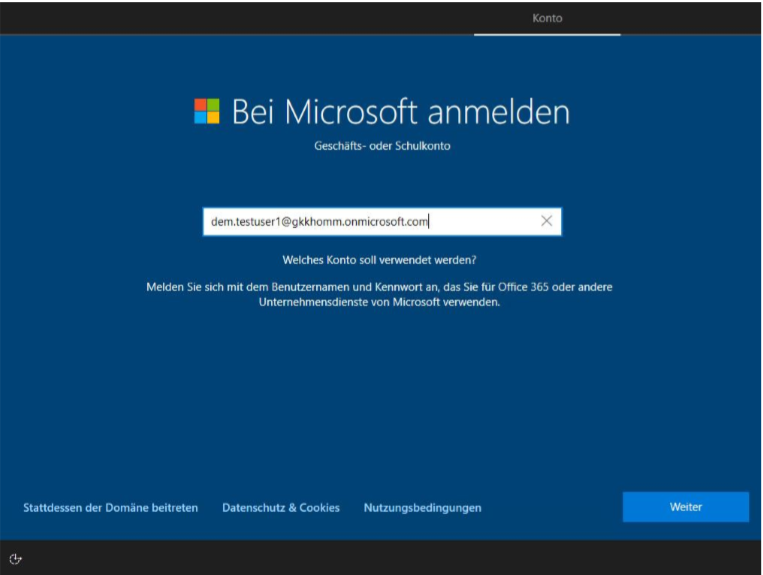 Konto
Bei Microsoft anmelden
Geschäfts- oder Schulkonto
dem.testuser1@gkkhomm.onmicrosoft.com
Welches Konto soll verwendet werden?
Melden Sie sich mit dem Benutzernamen und Kennwort an, das Sie für Office 365 oder andere
Unternehmensdienste von Microsoft verwenden.
Stattdessen der Domäne beitreten
Datenschutz & Cookies
Nutzungsbedingungen
Weiter